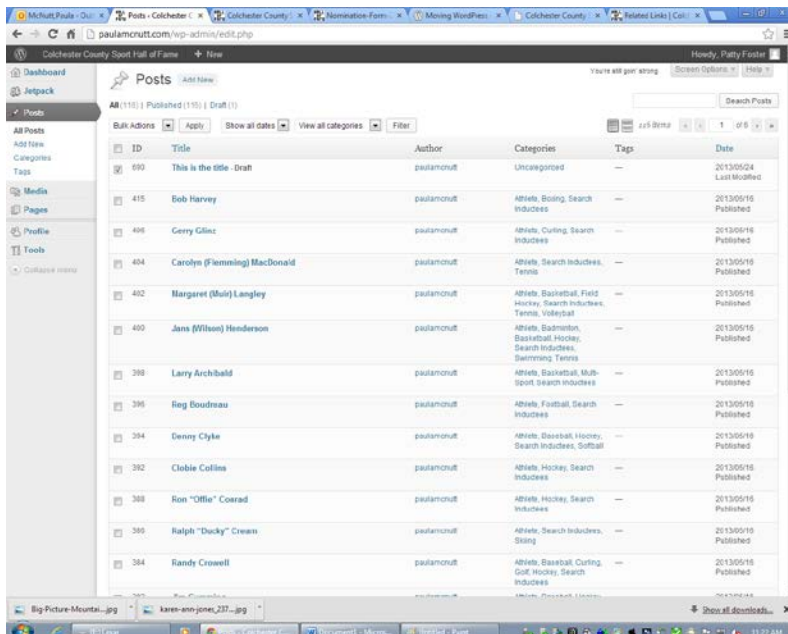 McNutt,Paula - Ou
Posts ‹ Colchester C
Colchester County
Nomination-Form
Moving WordPress
Colchester County
Related Links | Col
paulamcnutt.com/wp-admin/edit.php
Colchester County Sport Hall of Fame + New
Howdy, Patty Foster
Dashboard
Jetpack
Posts
All Posts
Add New
Categories
Tags
Media
Pages
Profile
Tools
Collapse menu
Posts Add New
You're still goin' strong
Screen Options
Help
All | Published | Draft (1)
Search Posts
Bulk Actions Apply Show all dates View all categories Filter
items 1 of 6
ID Title Author Categories Tags Date
This is the title - Draft paulamcnutt Uncategorized — 2013/05/24
Last Modified
415 Bob Harvey paulamcnutt Athlete, Boxing, Search — 2013/05/16
Inductees Published
Gerry Glinz paulamcnutt Athlete, Curling, Search — 2013/05/16
Inductees Published
404 Carolyn (Flemming) MacDonald paulamcnutt Athlete, Search Inductees, — 2013/05/16
Tennis Published
402 Margaret (Muir) Langley paulamcnutt Athlete, Basketball, Field — 2013/05/16
Hockey, Search Inductees, Published
Tennis, Volleyball
400 Jans (Wilson) Henderson paulamcnutt Athlete, Badminton, — 2013/05/16
Basketball, Hockey, Published
Search Inductees,
Swimming, Tennis
398 Larry Archibald paulamcnutt Athlete, Basketball, Multi- — 2013/05/16
Sport, Search Inductees Published
396 Reg Boudreau paulamcnutt Athlete, Football, Search — 2013/05/16
Inductees Published
394 Denny Clyke paulamcnutt Athlete, Baseball, Hockey, — 2013/05/16
Search Inductees, Softball Published
392 Clobie Collins paulamcnutt Athlete, Hockey, Search — 2013/05/16
Inductees Published
388 Ron "Offie" Conrad paulamcnutt Athlete, Hockey, Search — 2013/05/16
Inductees Published
Ralph "Ducky" Cream paulamcnutt Athlete, Search Inductees, — 2013/05/16
Skiing Published
384 Randy Crowell paulamcnutt Athlete, Baseball, Curling, — 2013/05/16
Golf, Hockey, Search Published
Inductees
Big-Picture-Mountai....jpg
karen-ann-jones,237....jpg
Show all downloads...
11:23 AM